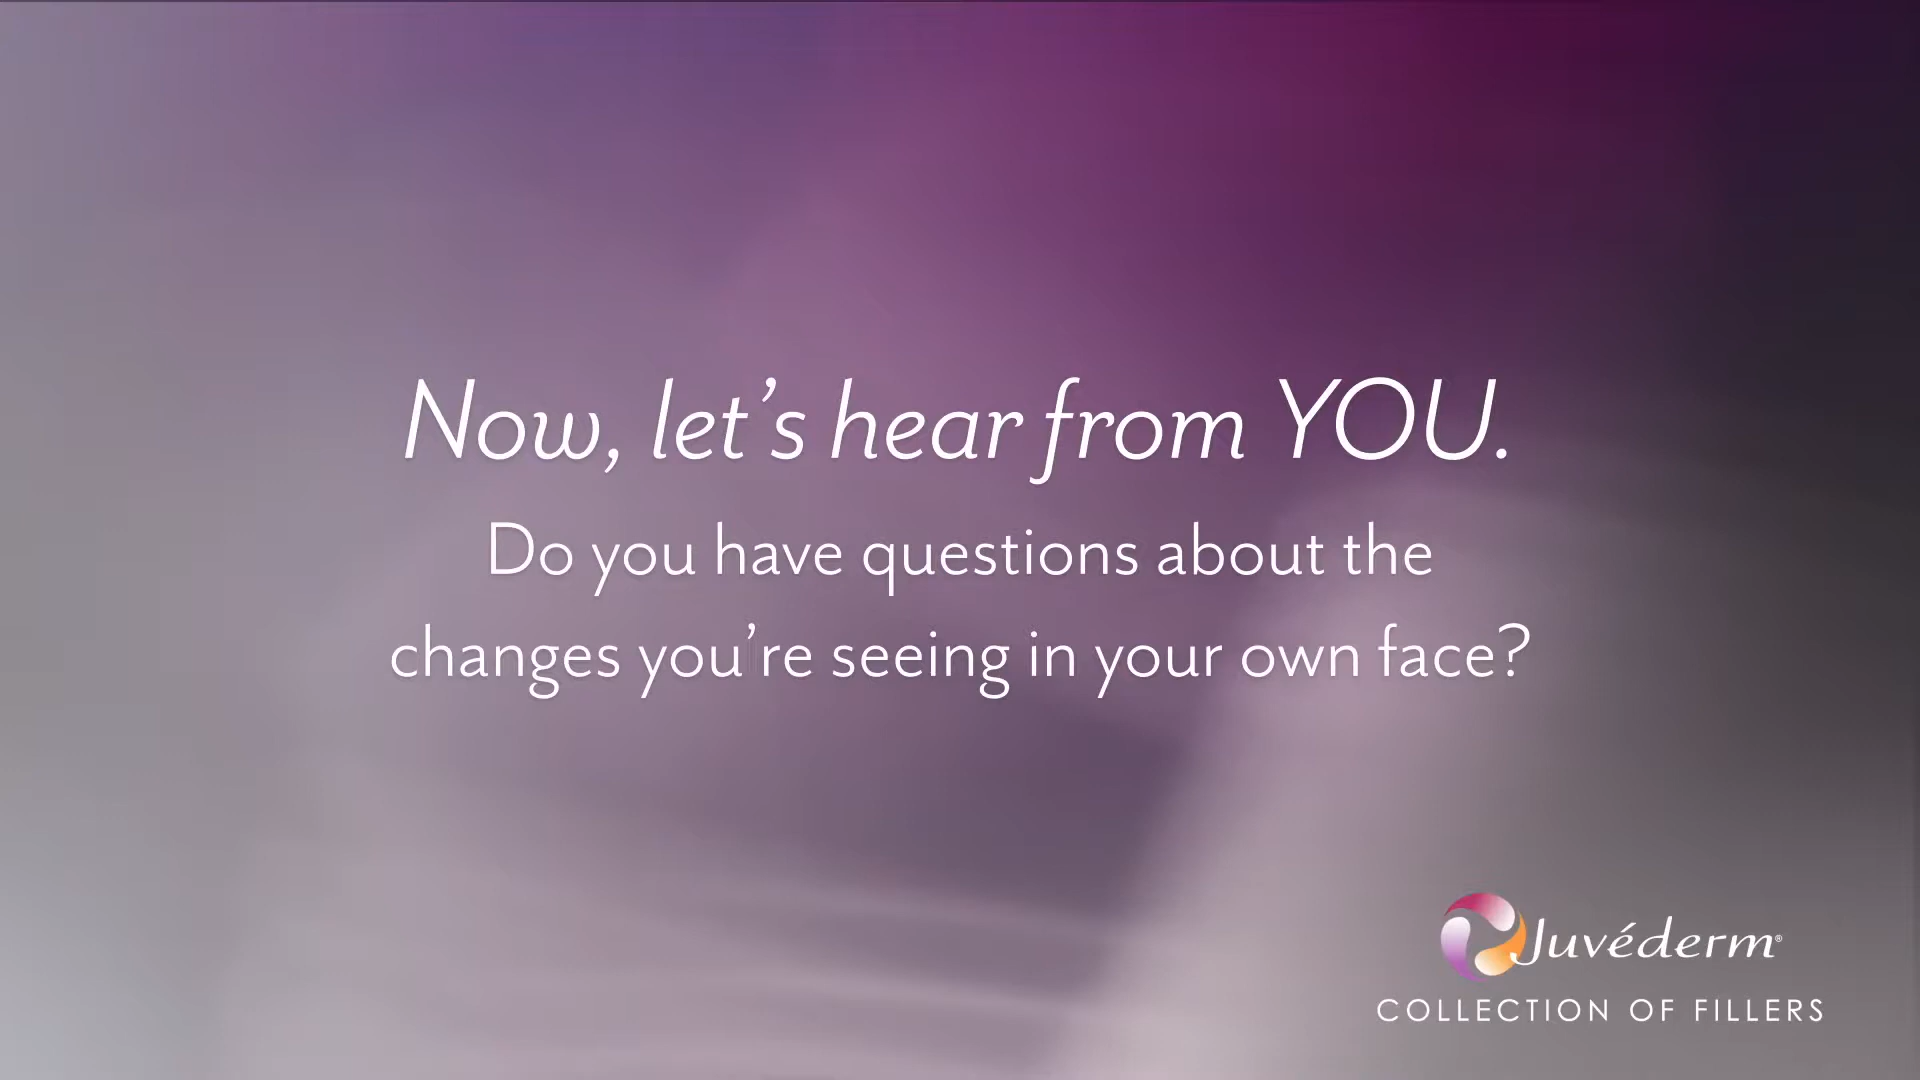 Now, let’s hear from YOU.
Do you have questions about the
changes you’re seeing in your own face?
Juvéderm®
COLLECTION OF FILLERS